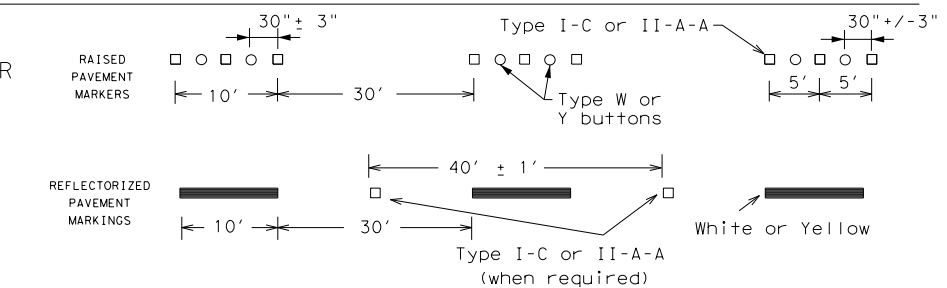 30"± 3"
Type I-C or II-A-A
30"+/-3"
R
RAISED
PAVEMENT
MARKERS
10'
30'
5'
5'
Type W or
Y buttons
40' ± 1'
REFLECTORIZED
PAVEMENT
MARKINGS
10'
30'
White or Yellow
Type I-C or II-A-A
(when required)